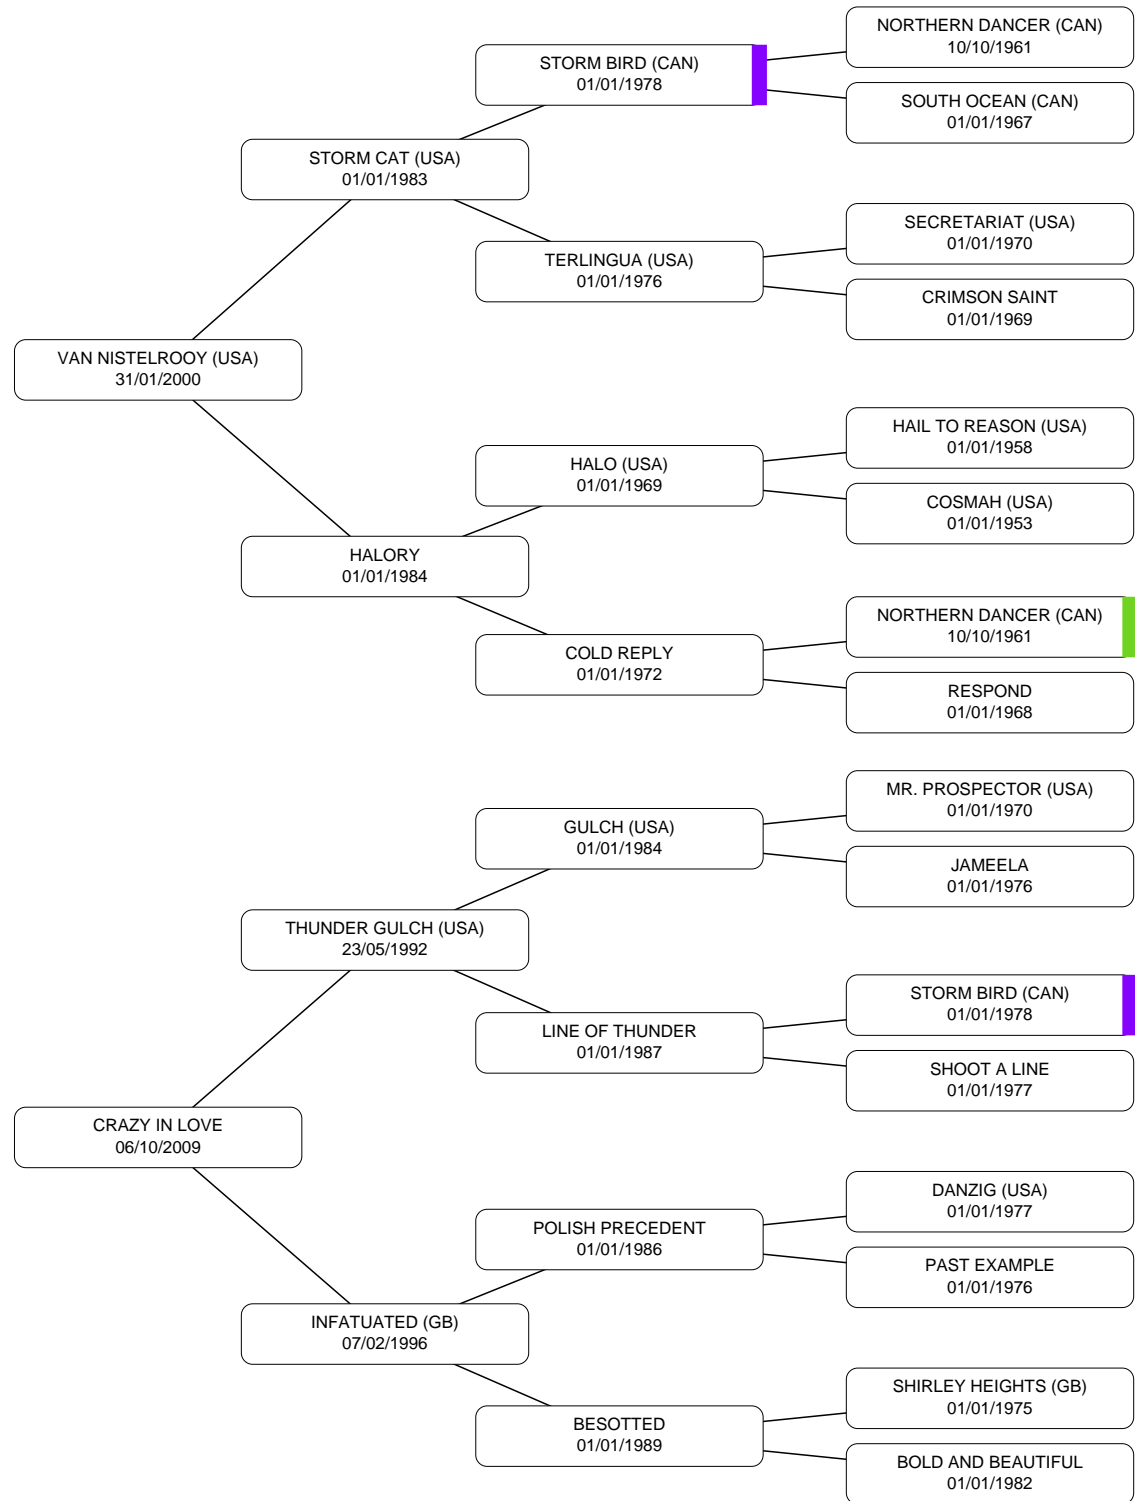 NORTHERN DANCER (CAN)
10/10/1961
STORM BIRD (CAN)
01/01/1978
SOUTH OCEAN (CAN)
01/01/1967
STORM CAT (USA)
01/01/1983
SECRETARIAT (USA)
01/01/1970
TERLINGUA (USA)
01/01/1976
CRIMSON SAINT
01/01/1969
VAN NISTELROOY (USA)
31/01/2000
HAIL TO REASON (USA)
01/01/1958
HALO (USA)
01/01/1969
COSMAH (USA)
01/01/1953
HALORY
01/01/1984
NORTHERN DANCER (CAN)
10/10/1961
COLD REPLY
01/01/1972
RESPOND
01/01/1968
MR. PROSPECTOR (USA)
01/01/1970
GULCH (USA)
01/01/1984
JAMEELA
01/01/1976
THUNDER GULCH (USA)
23/05/1992
STORM BIRD (CAN)
01/01/1978
LINE OF THUNDER
01/01/1987
SHOOT A LINE
01/01/1977
CRAZY IN LOVE
06/10/2009
DANZIG (USA)
01/01/1977
POLISH PRECEDENT
01/01/1986
PAST EXAMPLE
01/01/1976
INFATUATED (GB)
07/02/1996
SHIRLEY HEIGHTS (GB)
01/01/1975
BESOTTED
01/01/1989
BOLD AND BEAUTIFUL
01/01/1982